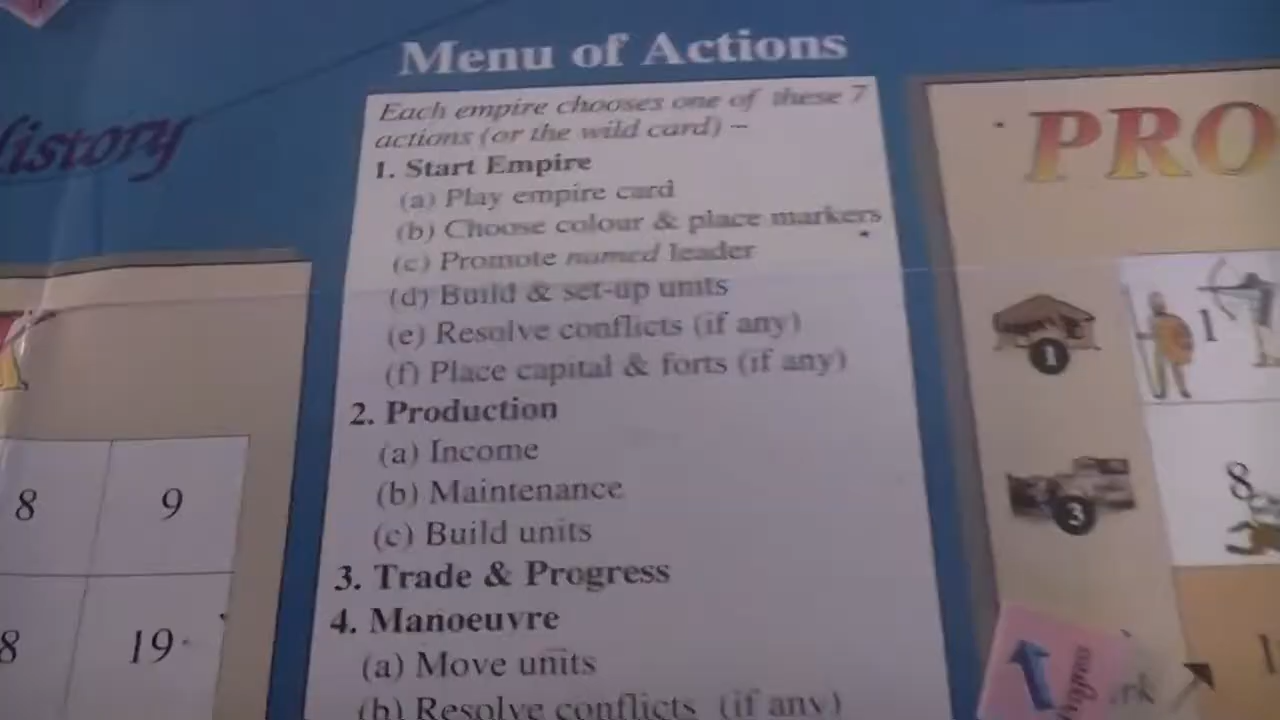 Menu of Actions
Each empire chooses one of these 7
actions (or the wild card) --
1. Start Empire
(a) Play empire card
(b) Choose colour & place markers
(c) Promote named leader
(d) Build & set-up units
(e) Resolve conflicts (if any)
(f) Place capital & forts (if any)
2. Production
(a) Income
(b) Maintenance
(c) Build units
3. Trade & Progress
4. Manoeuvre
(a) Move units
(b) Resolve conflicts (if any)
istory
8 9
8 19
PRO
1 1
3 8